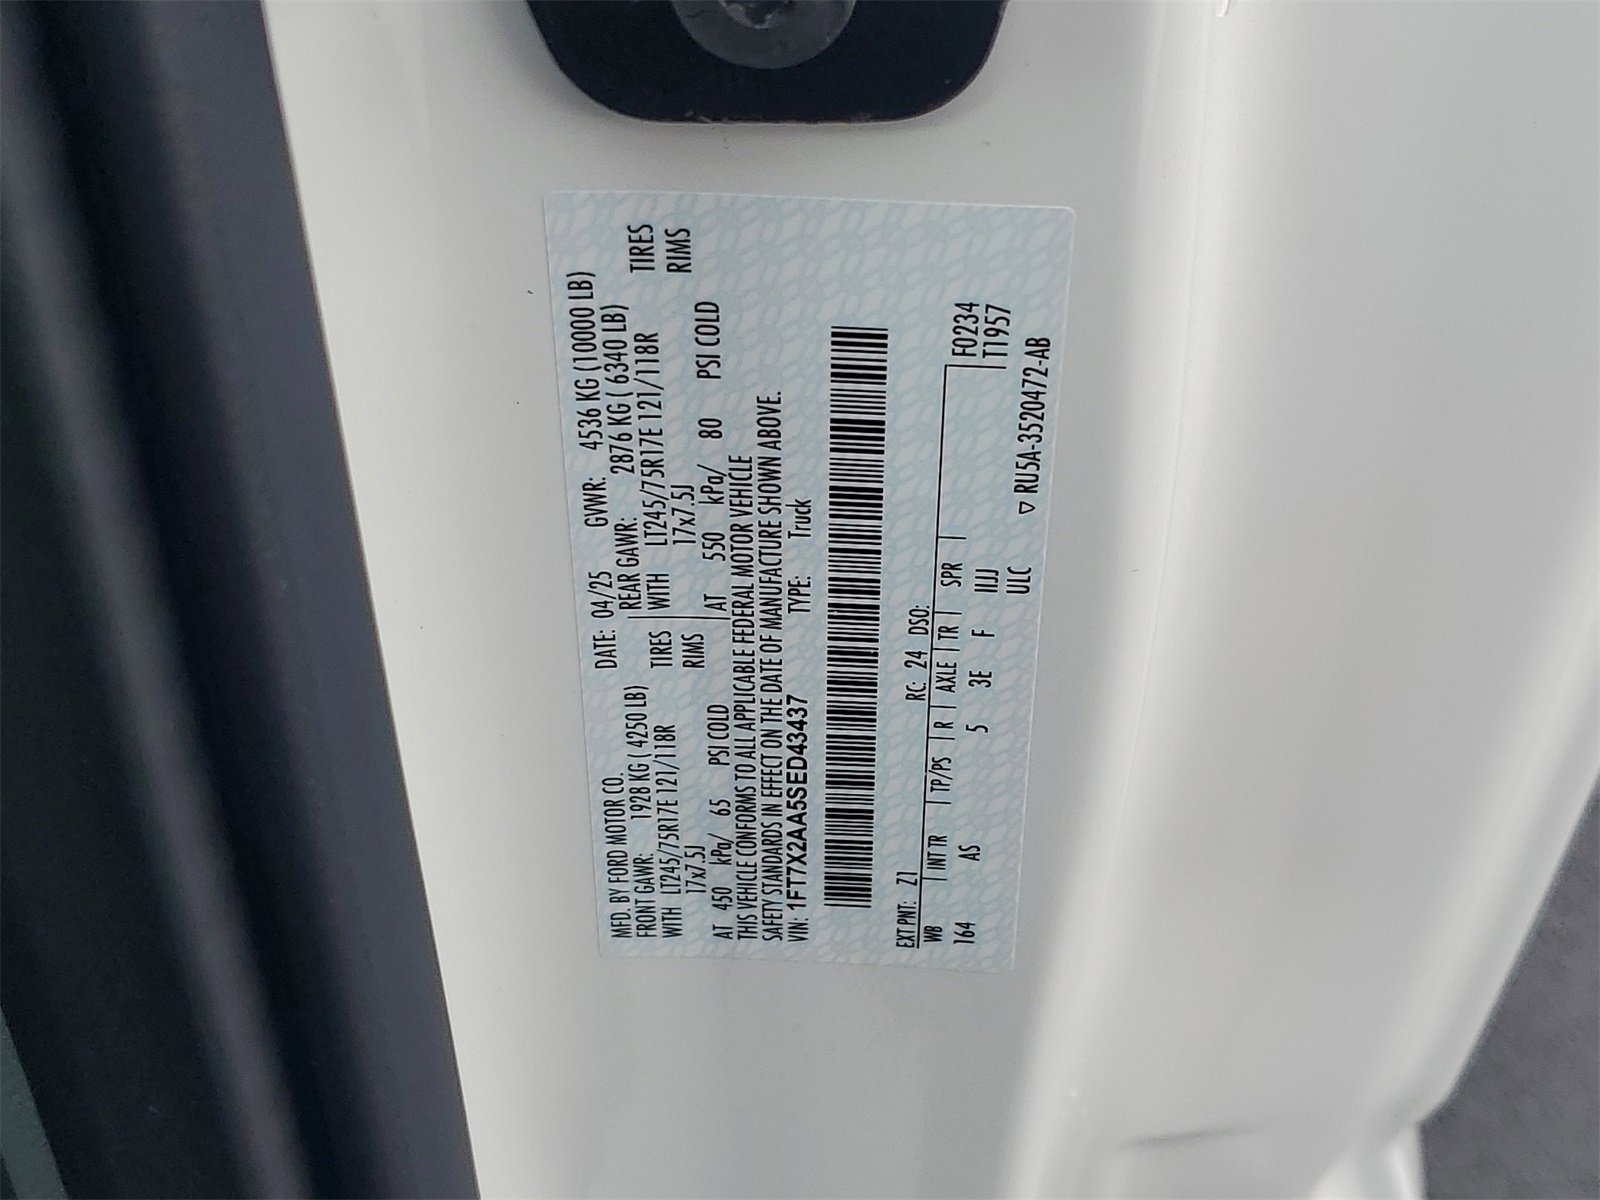 MFD. BY FORD MOTOR CO. DATE: 04/25 GVWR: 4536 KG (10000 LB)
FRONT GAWR: 1928 KG ( 4250 LB) REAR GAWR: 2876 KG ( 6340 LB)
WITH LT245/75R17E 121/118R TIRES WITH LT245/75R17E 121/118R TIRES
17x7.5J RIMS 17x7.5J RIMS
AT 450 kPa/ 65 PSI COLD AT 550 kPa/ 80 PSI COLD
THIS VEHICLE CONFORMS TO ALL APPLICABLE FEDERAL MOTOR VEHICLE
SAFETY STANDARDS IN EFFECT ON THE DATE OF MANUFACTURE SHOWN ABOVE.
VIN: 1FT7X2AA5SED43437 TYPE: Truck
EXT PNT: Z1 RC: 24 DSO:
WB INT TR TP/PS R AXLE TR SPR F0234
164 AS 5 3E F IIJJ T1957
ULC ▽ RU5A-3520472-AB